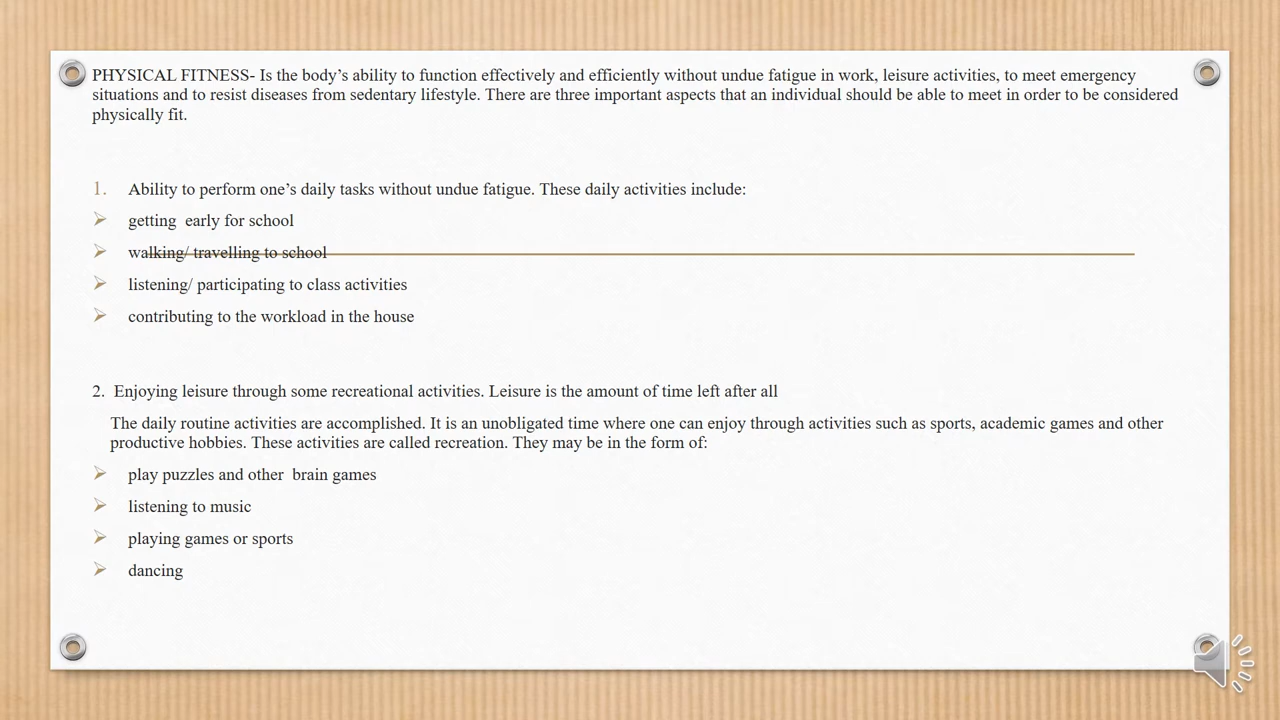 PHYSICAL FITNESS- Is the body’s ability to function effectively and efficiently without undue fatigue in work, leisure activities, to meet emergency
situations and to resist diseases from sedentary lifestyle. There are three important aspects that an individual should be able to meet in order to be considered
physically fit.
1. Ability to perform one’s daily tasks without undue fatigue. These daily activities include:
getting  early for school
walking/ travelling to school
listening/ participating to class activities
contributing to the workload in the house
2.  Enjoying leisure through some recreational activities. Leisure is the amount of time left after all
The daily routine activities are accomplished. It is an unobligated time where one can enjoy through activities such as sports, academic games and other
productive hobbies. These activities are called recreation. They may be in the form of:
play puzzles and other  brain games
listening to music
playing games or sports
dancing